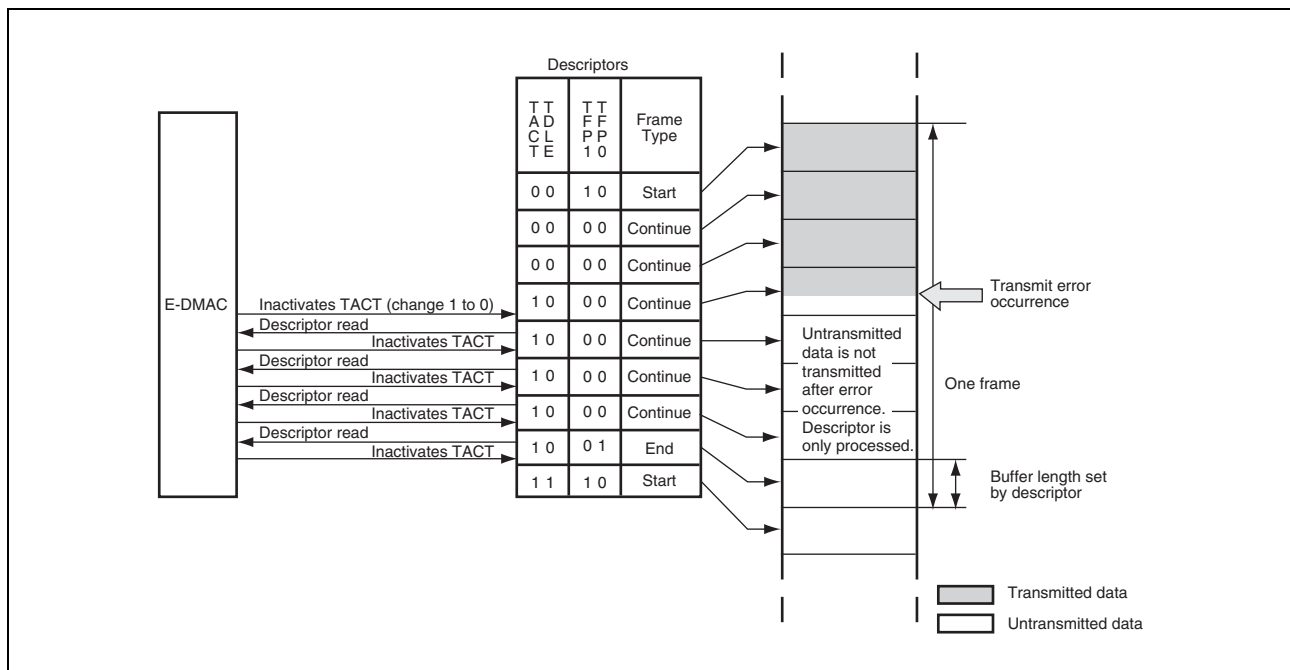 Descriptors
TACT TDLE TFP1 TFP0 Frame Type
0 0 1 0 Start
0 0 0 0 Continue
0 0 0 0 Continue
1 0 0 0 Continue
1 0 0 0 Continue
1 0 0 0 Continue
1 0 0 0 Continue
1 0 0 1 End
1 1 1 0 Start
E-DMAC
Inactivates TACT (change 1 to 0)
Descriptor read
Inactivates TACT
Descriptor read
Inactivates TACT
Descriptor read
Inactivates TACT
Descriptor read
Inactivates TACT
Untransmitted
data is not
transmitted
after error
occurrence.
Descriptor is
only processed.
Transmit error
occurrence
One frame
Buffer length set
by descriptor
Transmitted data
Untransmitted data